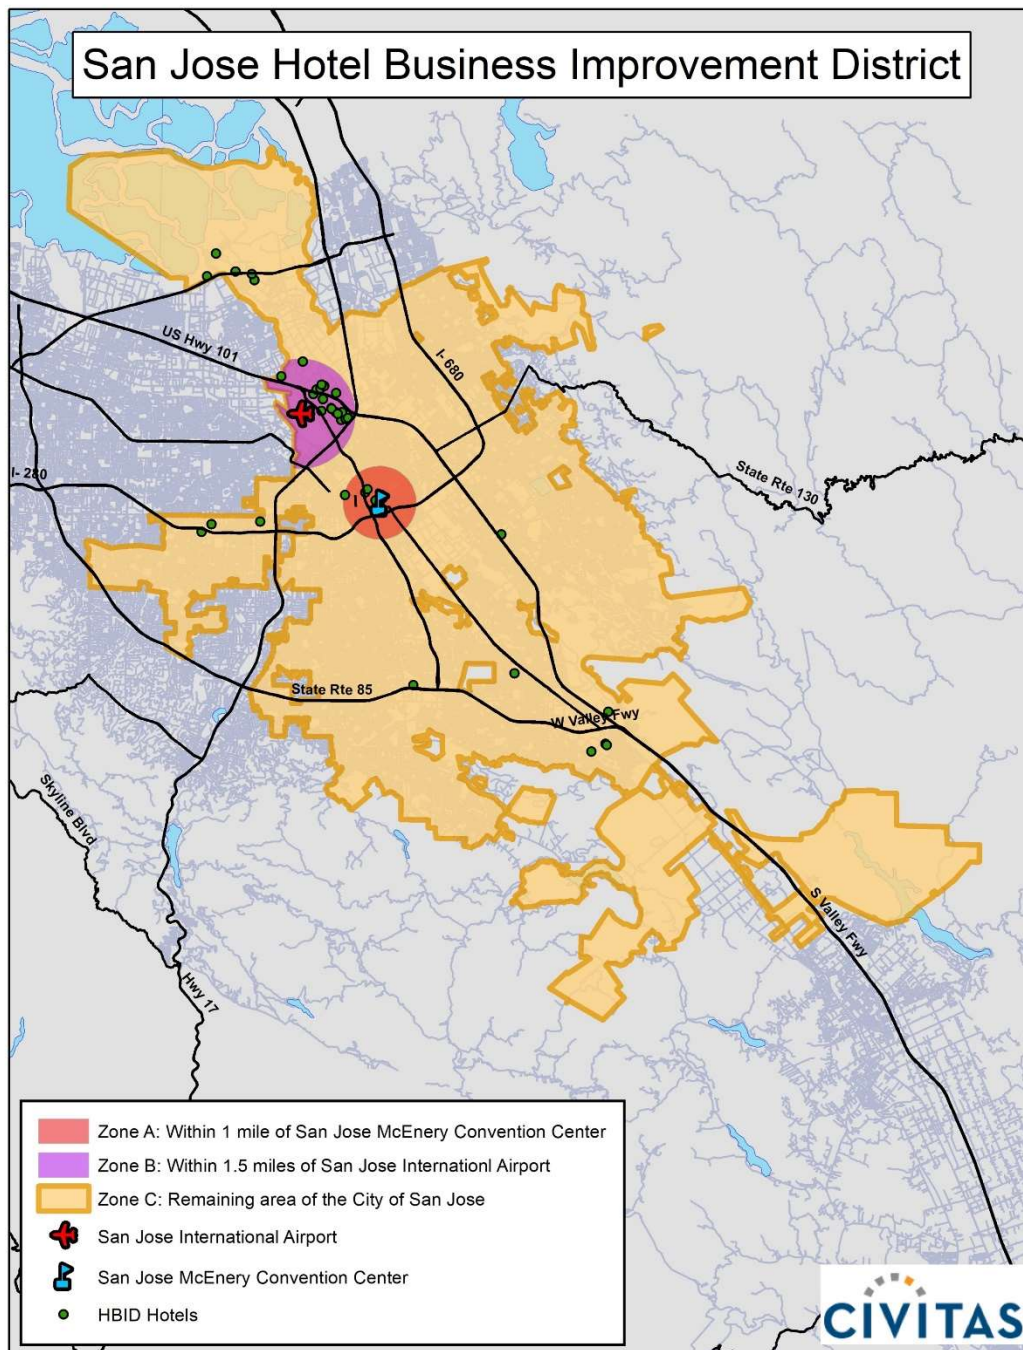 San Jose Hotel Business Improvement District
US Hwy 101
I- 680
I- 280
State Rte 130
State Rte 85
W Valley Fwy
Skyline Blvd
S Valley Fwy
Hwy 17
Zone A: Within 1 mile of San Jose McEnery Convention Center
Zone B: Within 1.5 miles of San Jose Internationl Airport
Zone C: Remaining area of the City of San Jose
San Jose International Airport
San Jose McEnery Convention Center
HBID Hotels
CIVITAS